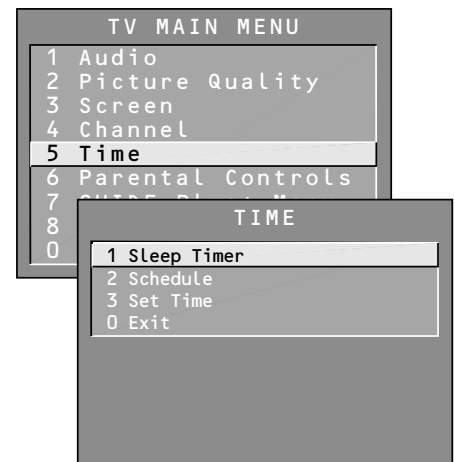 TV MAIN MENU
1 Audio
2 Picture Quality
3 Screen
4 Channel
5 Time
6 Parental Controls
7
8
0
TIME
1 Sleep Timer
2 Schedule
3 Set Time
0 Exit